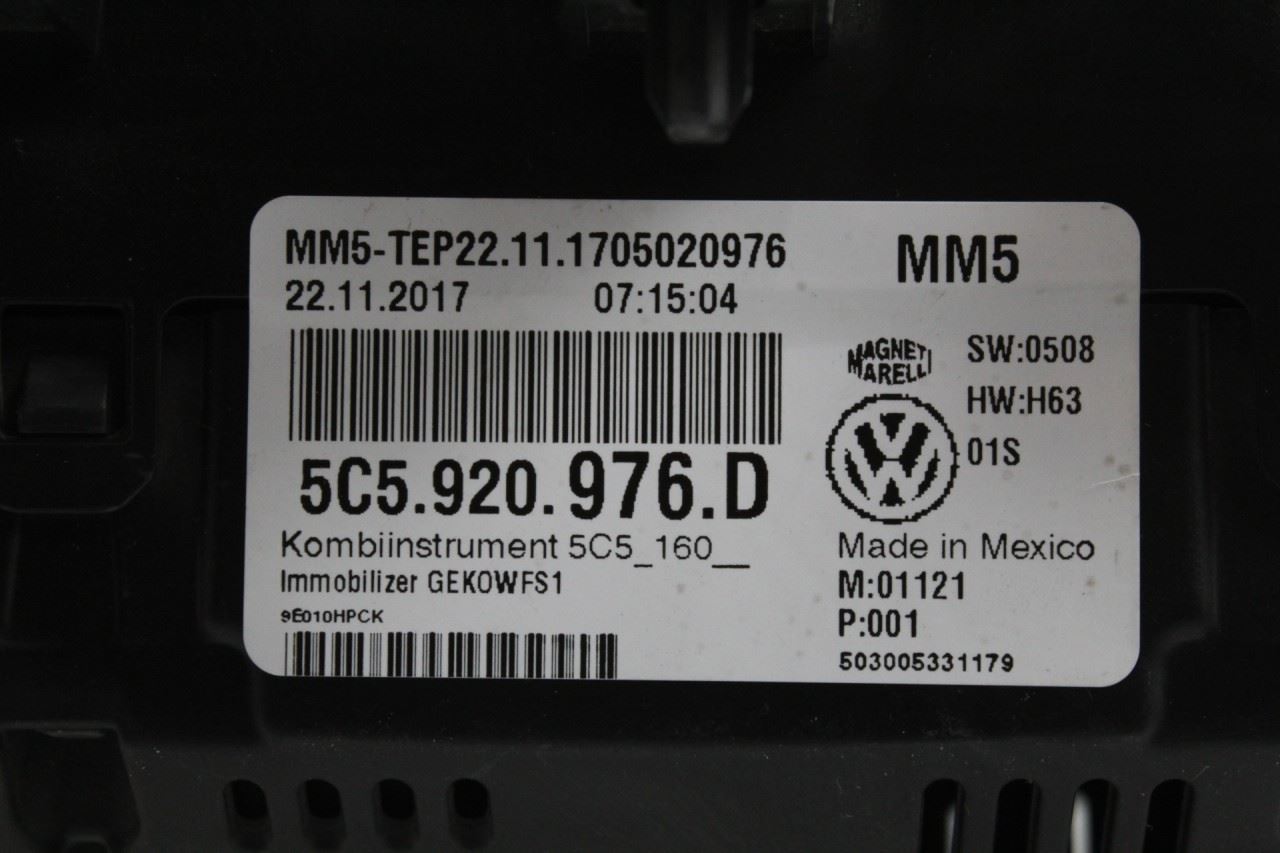 MM5-TEP22.11.1705020976
MM5
22.11.2017 07:15:04
MAGNETI
MARELLI
SW:0508
HW:H63
01S
5C5.920.976.D
Kombiinstrument 5C5_160__
Immobilizer GEKOWFS1
9E010HPCK
Made in Mexico
M:01121
P:001
503005331179